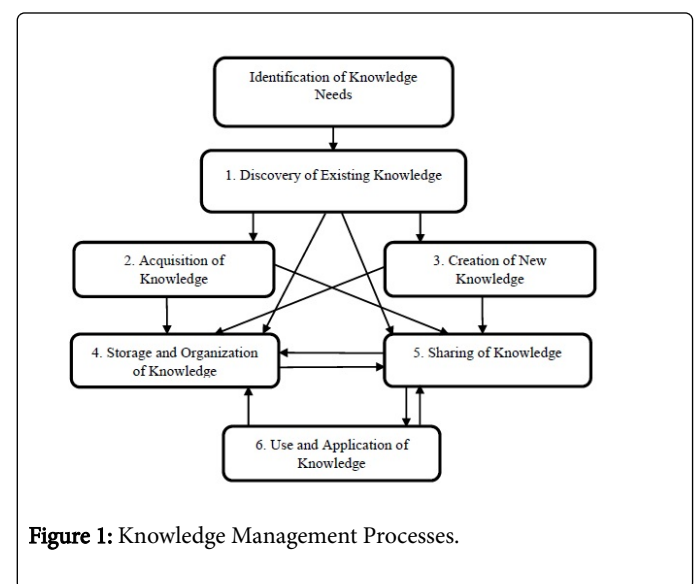 Identification of Knowledge
Needs
1. Discovery of Existing Knowledge
2. Acquisition of
Knowledge
3. Creation of New
Knowledge
4. Storage and Organization
of Knowledge
5. Sharing of Knowledge
6. Use and Application of
Knowledge
Figure 1: Knowledge Management Processes.